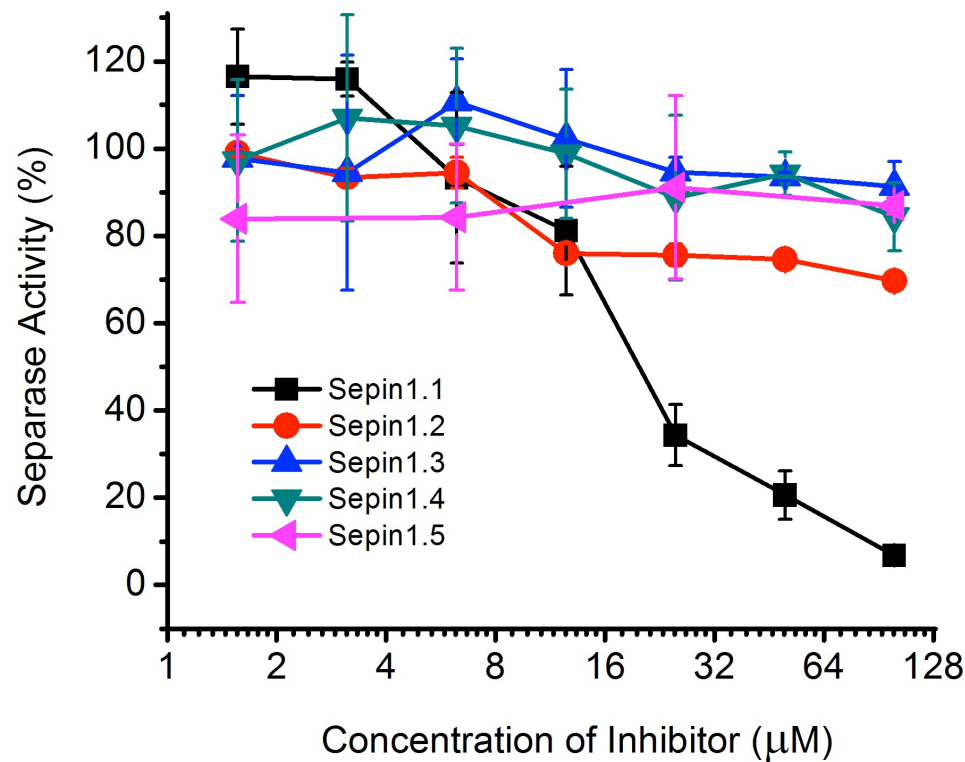 Separase Activity (%)
120
100
80
60
40
20
0
Sepin1.1
Sepin1.2
Sepin1.3
Sepin1.4
Sepin1.5
1 2 4 8 16 32 64 128
Concentration of Inhibitor (μM)